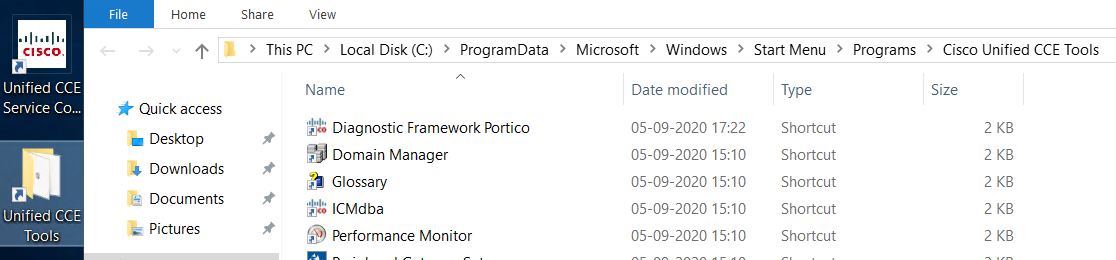 CISCO
Unified CCE
Service Co...
Unified CCE
Tools
File Home Share View
This PC Local Disk (C:) ProgramData Microsoft Windows Start Menu Programs Cisco Unified CCE Tools
Quick access
Desktop
Downloads
Documents
Pictures
Name Date modified Type Size
Diagnostic Framework Portico 05-09-2020 17:22 Shortcut 2 KB
Domain Manager 05-09-2020 15:10 Shortcut 2 KB
Glossary 05-09-2020 15:10 Shortcut 2 KB
ICMdba 05-09-2020 15:10 Shortcut 2 KB
Performance Monitor 05-09-2020 15:10 Shortcut 2 KB